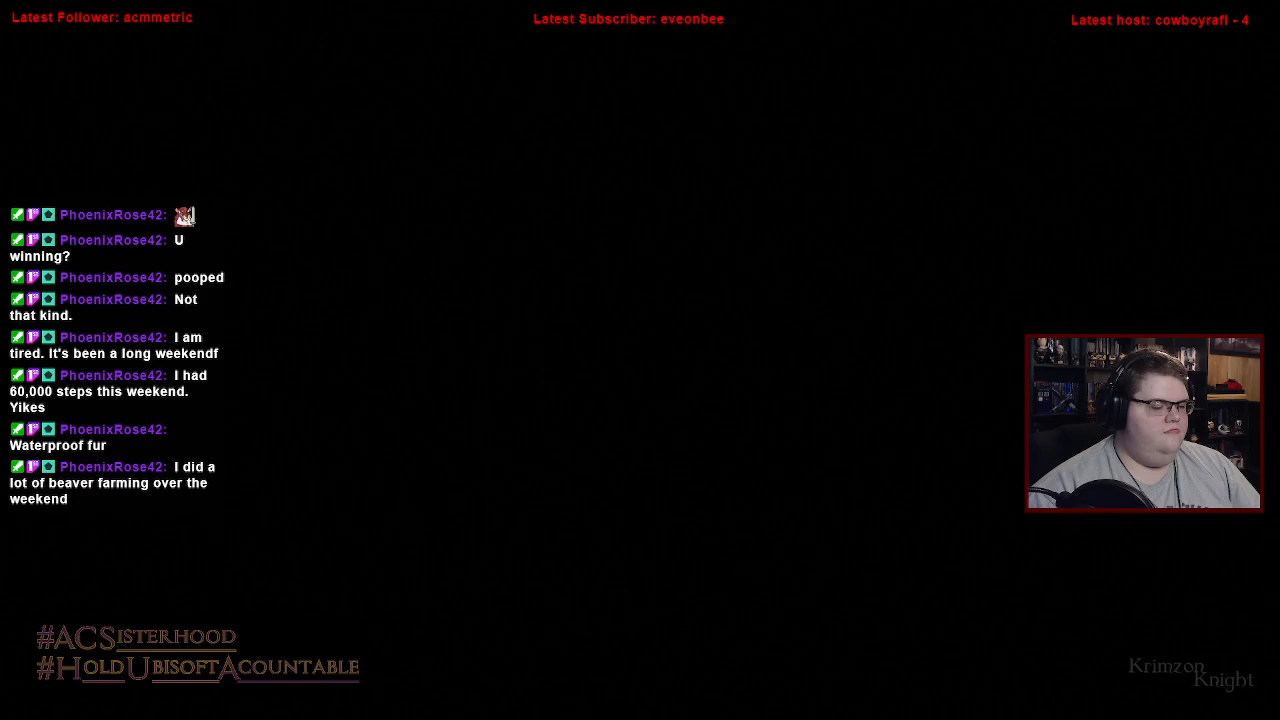 Latest Follower: acmmetric
Latest Subscriber: eveonbee
Latest host: cowboyrafl - 4
PhoenixRose42:
PhoenixRose42: U
winning?
PhoenixRose42: pooped
PhoenixRose42: Not
that kind.
PhoenixRose42: I am
tired. It's been a long weekendf
PhoenixRose42: I had
60,000 steps this weekend.
Yikes
PhoenixRose42:
Waterproof fur
PhoenixRose42: I did a
lot of beaver farming over the
weekend
#ACSisterhood
#HoldUbisoftAcountable
Krimzon
Knight